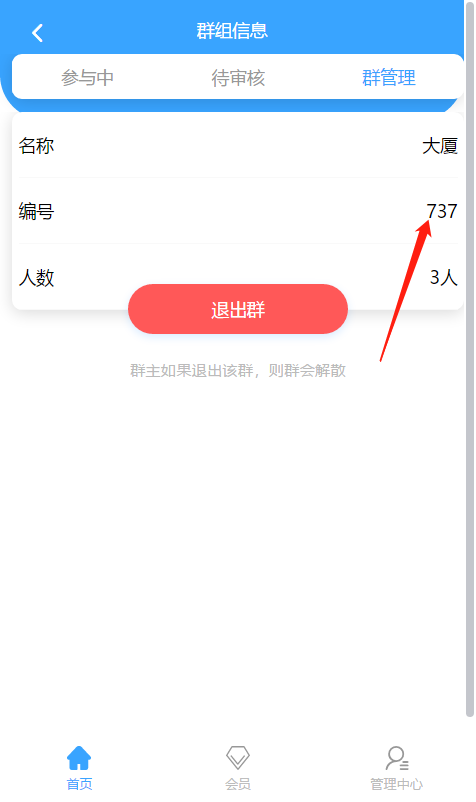 群组信息
参与中 待审核 群管理
名称 大厦
编号 737
人数 3人
退出群
群主如果退出该群，则群会解散
首页 会员 管理中心